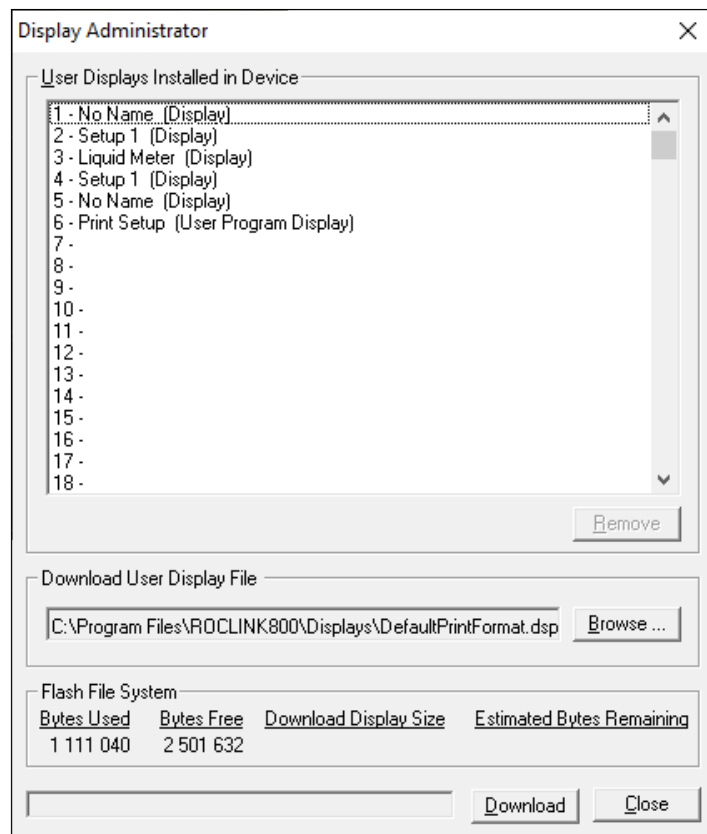 Display Administrator
User Displays Installed in Device
1 - No Name (Display)
2 - Setup 1 (Display)
3 - Liquid Meter (Display)
4 - Setup 1 (Display)
5 - No Name (Display)
6 - Print Setup (User Program Display)
7 -
8 -
9 -
10 -
11 -
12 -
13 -
14 -
15 -
16 -
17 -
18 -
Remove
Download User Display File
C:\Program Files\ROCLINK800\Displays\DefaultPrintFormat.dsp Browse ...
Flash File System
Bytes Used Bytes Free Download Display Size Estimated Bytes Remaining
1 111 040 2 501 632
Download Close